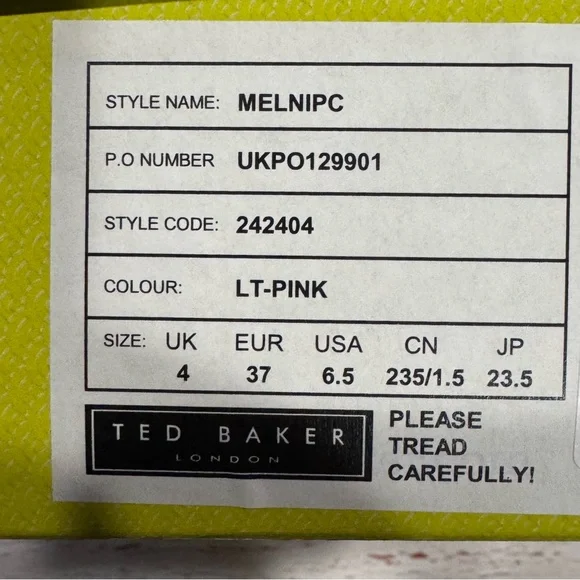 STYLE NAME: MELNIPC
P.O NUMBER UKPO129901
STYLE CODE: 242404
COLOUR: LT-PINK
SIZE: UK EUR USA CN JP
4 37 6.5 235/1.5 23.5
TED BAKER
LONDON
PLEASE
TREAD
CAREFULLY!